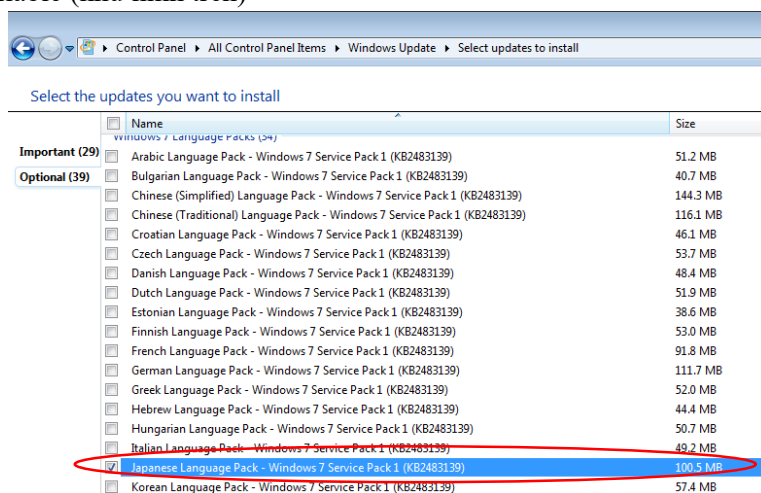 Control Panel ▸ All Control Panel Items ▸ Windows Update ▸ Select updates to install
Select the updates you want to install
Name Size
Windows 7 Language Packs (34)
Important (29)
Arabic Language Pack - Windows 7 Service Pack 1 (KB2483139) 51.2 MB
Optional (39)
Bulgarian Language Pack - Windows 7 Service Pack 1 (KB2483139) 40.7 MB
Chinese (Simplified) Language Pack - Windows 7 Service Pack 1 (KB2483139) 144.3 MB
Chinese (Traditional) Language Pack - Windows 7 Service Pack 1 (KB2483139) 116.1 MB
Croatian Language Pack - Windows 7 Service Pack 1 (KB2483139) 46.1 MB
Czech Language Pack - Windows 7 Service Pack 1 (KB2483139) 53.7 MB
Danish Language Pack - Windows 7 Service Pack 1 (KB2483139) 48.4 MB
Dutch Language Pack - Windows 7 Service Pack 1 (KB2483139) 51.9 MB
Estonian Language Pack - Windows 7 Service Pack 1 (KB2483139) 38.6 MB
Finnish Language Pack - Windows 7 Service Pack 1 (KB2483139) 53.0 MB
French Language Pack - Windows 7 Service Pack 1 (KB2483139) 91.8 MB
German Language Pack - Windows 7 Service Pack 1 (KB2483139) 111.7 MB
Greek Language Pack - Windows 7 Service Pack 1 (KB2483139) 52.0 MB
Hebrew Language Pack - Windows 7 Service Pack 1 (KB2483139) 44.4 MB
Hungarian Language Pack - Windows 7 Service Pack 1 (KB2483139) 50.7 MB
Italian Language Pack - Windows 7 Service Pack 1 (KB2483139) 49.2 MB
Japanese Language Pack - Windows 7 Service Pack 1 (KB2483139) 100.5 MB
Korean Language Pack - Windows 7 Service Pack 1 (KB2483139) 57.4 MB